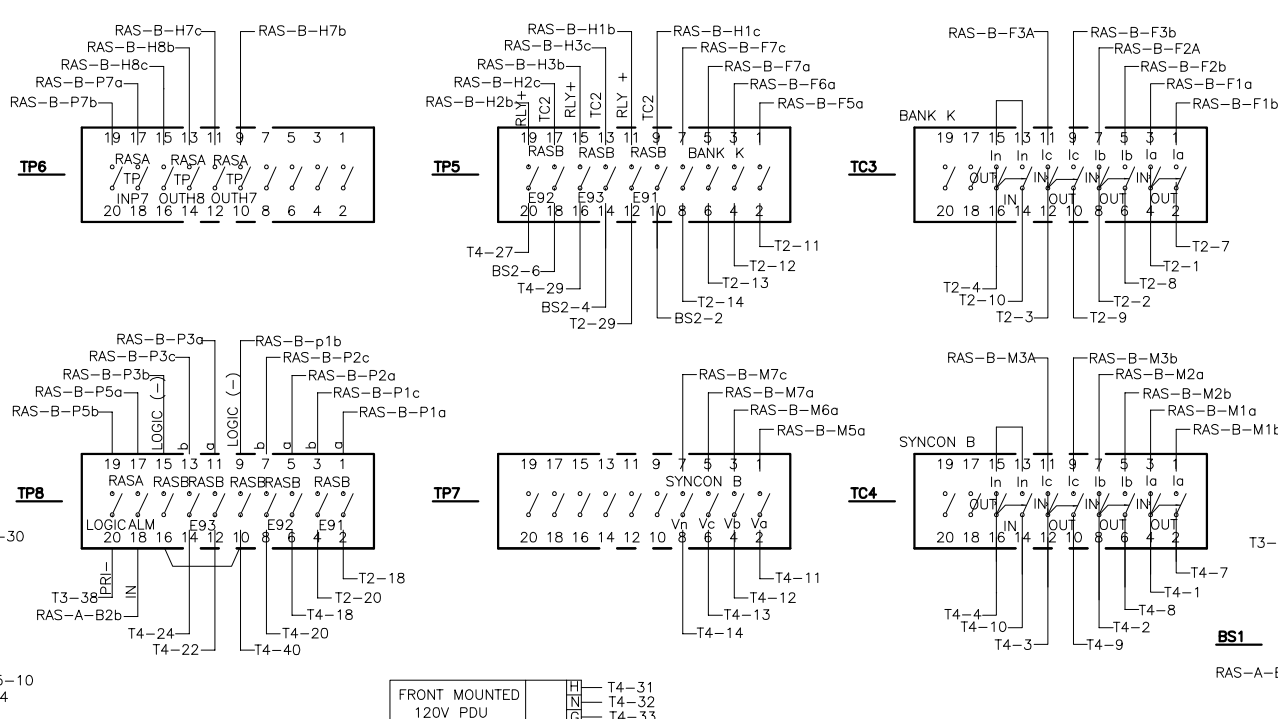 RAS-B-H7c
RAS-B-H7b
RAS-B-H8b
RAS-B-H8c
RAS-B-P7a
RAS-B-P7b
TP6
19 17 15 13 11 9 7 5 3 1
RASA RASA RASA
TP TP TP
INP7 OUTH8 OUTH7
20 18 16 14 12 10 8 6 4 2
RAS-B-H1b
RAS-B-H1c
RAS-B-H3c
RAS-B-F7c
RAS-B-H3b
RAS-B-F7a
RAS-B-H2c
RAS-B-F6a
RAS-B-H2b
RAS-B-F5a
RLY+
TC2
RLY+
TC2
RLY +
TC2
TP5
19 17 15 13 11 9 7 5 3 1
RASB RASB RASB BANK K
E92 E93 E91
20 18 16 14 12 10 8 6 4 2
T4-27
T2-11
BS2-6
T2-12
T4-29
T2-13
BS2-4
T2-14
T2-29
BS2-2
RAS-B-F3A
RAS-B-F3b
RAS-B-F2A
RAS-B-F2b
RAS-B-F1a
RAS-B-F1b
BANK K
TC3
19 17 15 13 11 9 7 5 3 1
In In Ic Ic Ib Ib Ia Ia
OUT IN IN IN
IN OUT OUT OUT
20 18 16 14 12 10 8 6 4 2
T2-7
T2-1
T2-4
T2-8
T2-10
T2-2
T2-3
T2-9
RAS-B-P3a
RAS-B-p1b
RAS-B-P3c
RAS-B-P2c
RAS-B-P3b
RAS-B-P2a
RAS-B-P5a
RAS-B-P1c
RAS-B-P5b
RAS-B-P1a
LOGIC (-)
b
a
LOGIC (-)
b
a
b
a
TP8
19 17 15 13 11 9 7 5 3 1
RASA RASB RASB RASB RASB RASB
LOGIC ALM E93 E92 E91
20 18 16 14 12 10 8 6 4 2
-30
PRI-
IN
T3-38
T2-18
RAS-A-B2b
T2-20
T4-18
T4-24
T4-20
T4-22
T4-40
RAS-B-M7c
RAS-B-M7a
RAS-B-M6a
RAS-B-M5a
TP7
19 17 15 13 11 9 7 5 3 1
SYNCON B
Vn Vc Vb Va
20 18 16 14 12 10 8 6 4 2
T4-11
T4-12
T4-13
T4-14
RAS-B-M3A
RAS-B-M3b
RAS-B-M2a
RAS-B-M2b
RAS-B-M1a
RAS-B-M1b
SYNCON B
TC4
19 17 15 13 11 9 7 5 3 1
In In Ic Ic Ib Ib Ia Ia
OUT IN IN IN
IN OUT OUT OUT
20 18 16 14 12 10 8 6 4 2
T3-
T4-7
T4-1
T4-4
T4-8
T4-10
T4-2
T4-3
T4-9
BS1
-10
4
FRONT MOUNTED
120V PDU
H T4-31
N T4-32
G T4-33